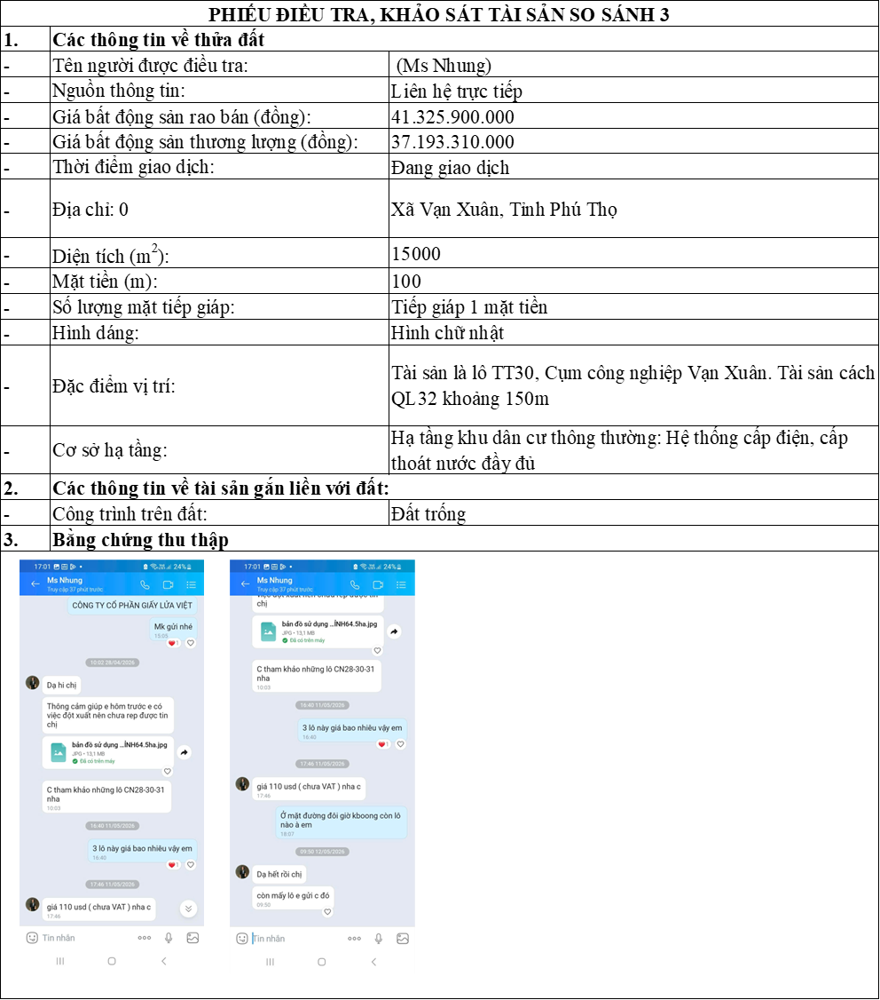 PHIẾU ĐIỀU TRA, KHẢO SÁT TÀI SẢN SO SÁNH 3
1. Các thông tin về thửa đất
- Tên người được điều tra: (Ms Nhung)
- Nguồn thông tin: Liên hệ trực tiếp
- Giá bất động sản rao bán (đồng): 41.325.900.000
- Giá bất động sản thương lượng (đồng): 37.193.310.000
- Thời điểm giao dịch: Đang giao dịch
- Địa chỉ: 0 Xã Vạn Xuân, Tỉnh Phú Thọ
- Diện tích (m²): 15000
- Mặt tiền (m): 100
- Số lượng mặt tiếp giáp: Tiếp giáp 1 mặt tiền
- Hình dáng: Hình chữ nhật
- Đặc điểm vị trí: Tài sản là lô TT30, Cụm công nghiệp Vạn Xuân. Tài sản cách
QL32 khoảng 150m
- Cơ sở hạ tầng: Hạ tầng khu dân cư thông thường: Hệ thống cấp điện, cấp
thoát nước đầy đủ
2. Các thông tin về tài sản gắn liền với đất:
- Công trình trên đất: Đất trống
3. Bằng chứng thu thập
17:01 24%
Ms Nhung
Truy cập 37 phút trước
CÔNG TY CỔ PHẦN GIẤY LỬA VIỆT
Mk gửi nhé
15:05
1
10:02 28/04/2026
Dạ hi chị
Thông cảm giúp e hôm trước e có
việc đột xuất nên chưa rep được tin
chị
bản đồ sử dụng ...ỈNH64.5ha.jpg
JPG • 13,1 MB
Đã có trên máy
C tham khảo những lô CN28-30-31
nha
10:03
16:40 11/05/2026
3 lô này giá bao nhiêu vậy em
16:40
1
17:46 11/05/2026
giá 110 usd ( chưa VAT ) nha c
17:46
Tin nhắn
17:01 24%
Ms Nhung
Truy cập 37 phút trước
việc đột xuất nên chưa rep được tin
chị
bản đồ sử dụng ...ỈNH64.5ha.jpg
JPG • 13,1 MB
Đã có trên máy
C tham khảo những lô CN28-30-31
nha
10:03
16:40 11/05/2026
3 lô này giá bao nhiêu vậy em
16:40
1
17:46 11/05/2026
giá 110 usd ( chưa VAT ) nha c
17:46
Ở mặt đường đôi giờ kboong còn lô
nào à em
18:07
09:50 12/05/2026
Dạ hết rồi chị
còn mấy lô e gửi c đó
09:50
Tin nhắn